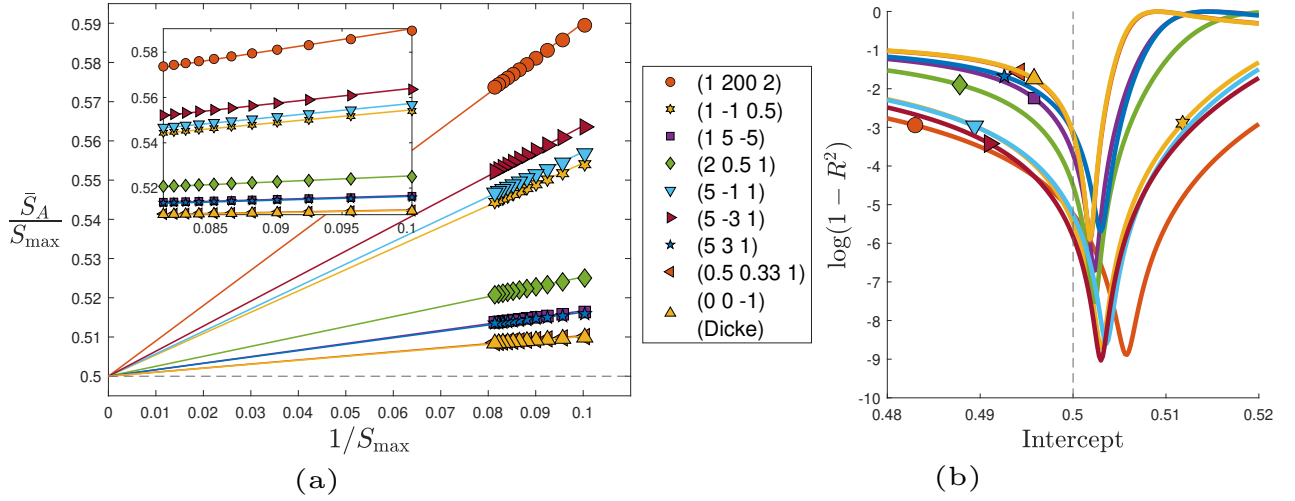 0.59
0.58
0.57
0.56
0.55
0.54
0.53
0.52
0.51
0.5
S̄_A / S_max
0 0.01 0.02 0.03 0.04 0.05 0.06 0.07 0.08 0.09 0.1
1/S_max
0.58
0.56
0.54
0.52
0.085 0.09 0.095 0.1
(a)
(1 200 2)
(1 -1 0.5)
(1 5 -5)
(2 0.5 1)
(5 -1 1)
(5 -3 1)
(5 3 1)
(0.5 0.33 1)
(0 0 -1)
(Dicke)
0
-1
-2
-3
-4
-5
-6
-7
-8
-9
-10
log(1 − R²)
0.48 0.49 0.5 0.51 0.52
Intercept
(b)